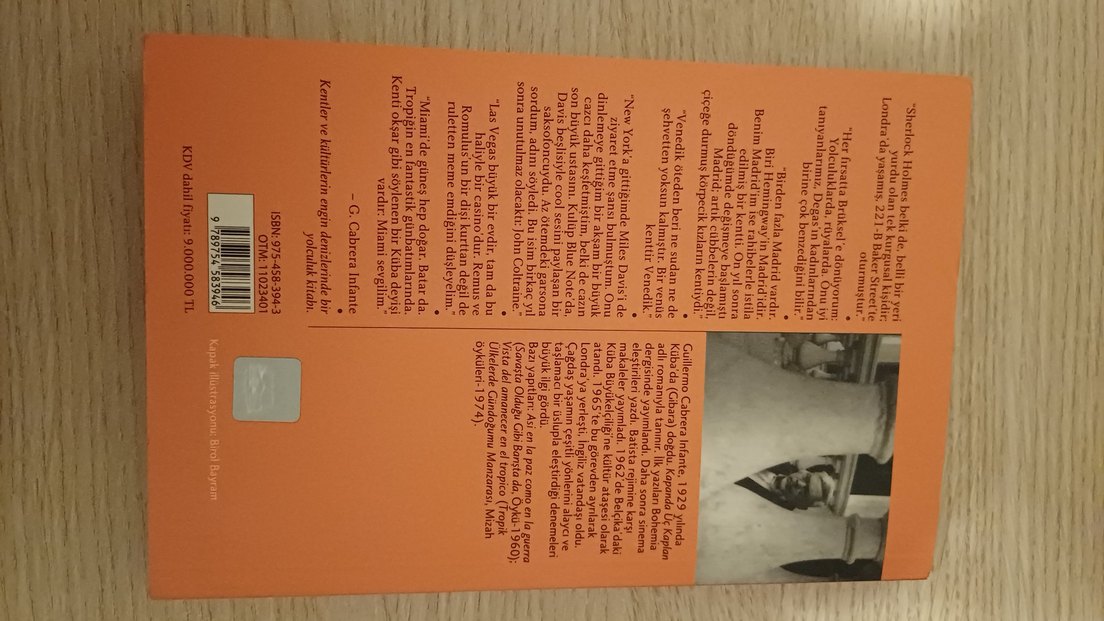 "Sherlock Holmes belki de, belli bir yeri
yurdu olan tek kurgusal kişidir;
Londra'da yaşamış, 221-B Baker Street'te
oturmuştur."
•
"Her fırsatta Brüksel'e dönüyorum:
Yolculuklarda, rüyalarda. Onu iyi
tanıyanlarımız, Degas'ın kadınlarından
birine çok benzediğini bilir."
•
"Birden fazla Madrid vardır.
Biri Hemingway'in Madrid'idir.
Benim Madrid'im ise rahibelerle istila
edilmiş bir kentti. On yıl sonra
döndüğümde değişmeye başlamıştı
Madrid; artık cübbelerin değil,
çiçeğe durmuş körpecik kızların kentiydi."
•
"Venedik öteden beri ne sudan ne de
şehvetten yoksun kalmıştır. Bir venüs
kenttir Venedik."
•
"New York'a gittiğimde Miles Davis'i de
ziyaret etme şansı bulmuştum. Onu
dinlemeye gittiğim bir akşam bir büyük
cazcı daha keşfetmiştim, belki de cazın
son büyük ustasını. Kulüp Blue Note'da,
Davis beşlisiyle cool sesini paylaşan bir
saksofoncuydu. Az ötemdeki garsona
sordum, adını söyledi. Bu isim birkaç yıl
sonra unutulmaz olacaktı: John Coltraine."
•
"Las Vegas büyük bir evdir, tam da bu
haliyle bir casino'dur. Remus ve
Romulus'un bir dişi kurttan değil de
ruletten meme emdiğini düşleyelim."
•
"Miami'de güneş hep doğar. Batar da.
Tropiğin en fantastik günbatımlarında.
Kenti okşar gibi söylenen bir Küba deyişi
vardır: Miami sevgilim."
– G. Cabrera Infante
•
Kentler ve kültürlerin engin denizlerinde bir
yolculuk kitabı.
ISBN: 975-458-394-3
OTM: 1102301
9 789754 583946
KDV dahil fiyatı: 9.000.000 TL
Guillermo Cabrera Infante, 1929 yılında
Küba'da (Gibara) doğdu. Kapanda Üç Kaplan
adlı romanıyla tanınır. İlk yazıları Bohemia
dergisinde yayımlandı. Daha sonra sinema
eleştirileri yazdı. Batista rejimine karşı
makaleler yayımladı. 1962'de Belçika'daki
Küba Büyükelçiliği'ne kültür ataşesi olarak
atandı. 1965'te bu görevden ayrılarak
Londra'ya yerleşti. İngiliz vatandaşı oldu.
Çağdaş yaşamın çeşitli yönlerini alaycı ve
taşlamacı bir üslupla eleştirdiği denemeleri
büyük ilgi gördü.
Bazı yapıtları: Asi en la paz como en la guerra
(Savaşta Olduğu Gibi Barışta da, Öykü-1960);
Vista del amanecer en el tropico (Tropik
Ülkelerde Gündoğumu Manzarası, Mizah
öyküleri-1974).
Kapak illüstrasyonu: Birol Bayram